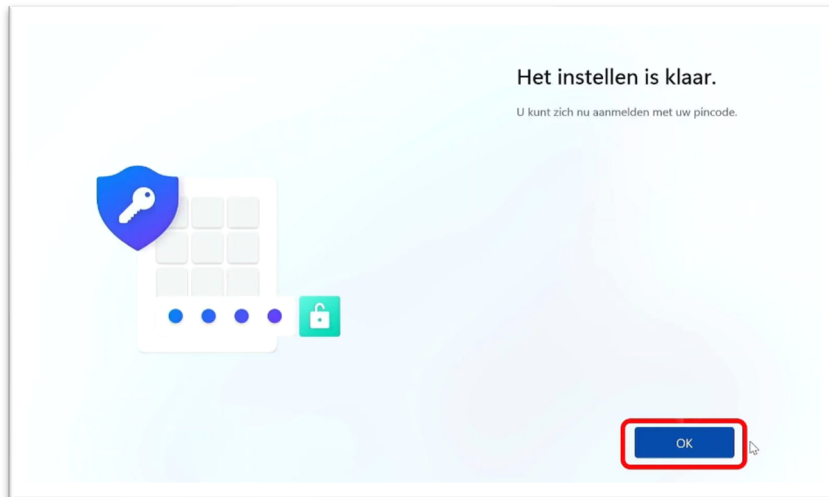 Het instellen is klaar.
U kunt zich nu aanmelden met uw pincode.
OK